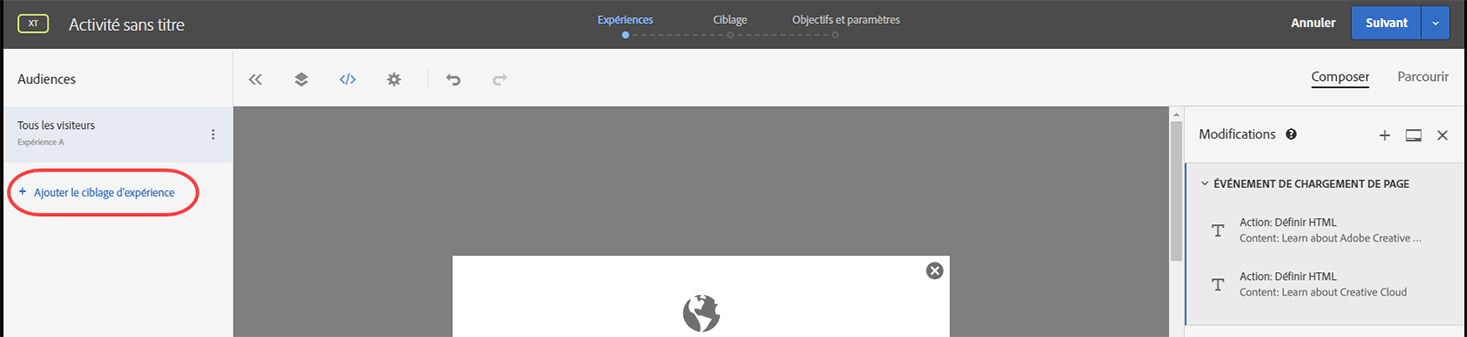 XT
Activité sans titre
Expériences
Ciblage
Objectifs et paramètres
Annuler
Suivant
Audiences
Composer
Parcourir
Tous les visiteurs
Expérience A
+ Ajouter le ciblage d'expérience
Modifications
ÉVÉNEMENT DE CHARGEMENT DE PAGE
Action: Définir HTML
Content: Learn about Adobe Creative ...
Action: Définir HTML
Content: Learn about Creative Cloud